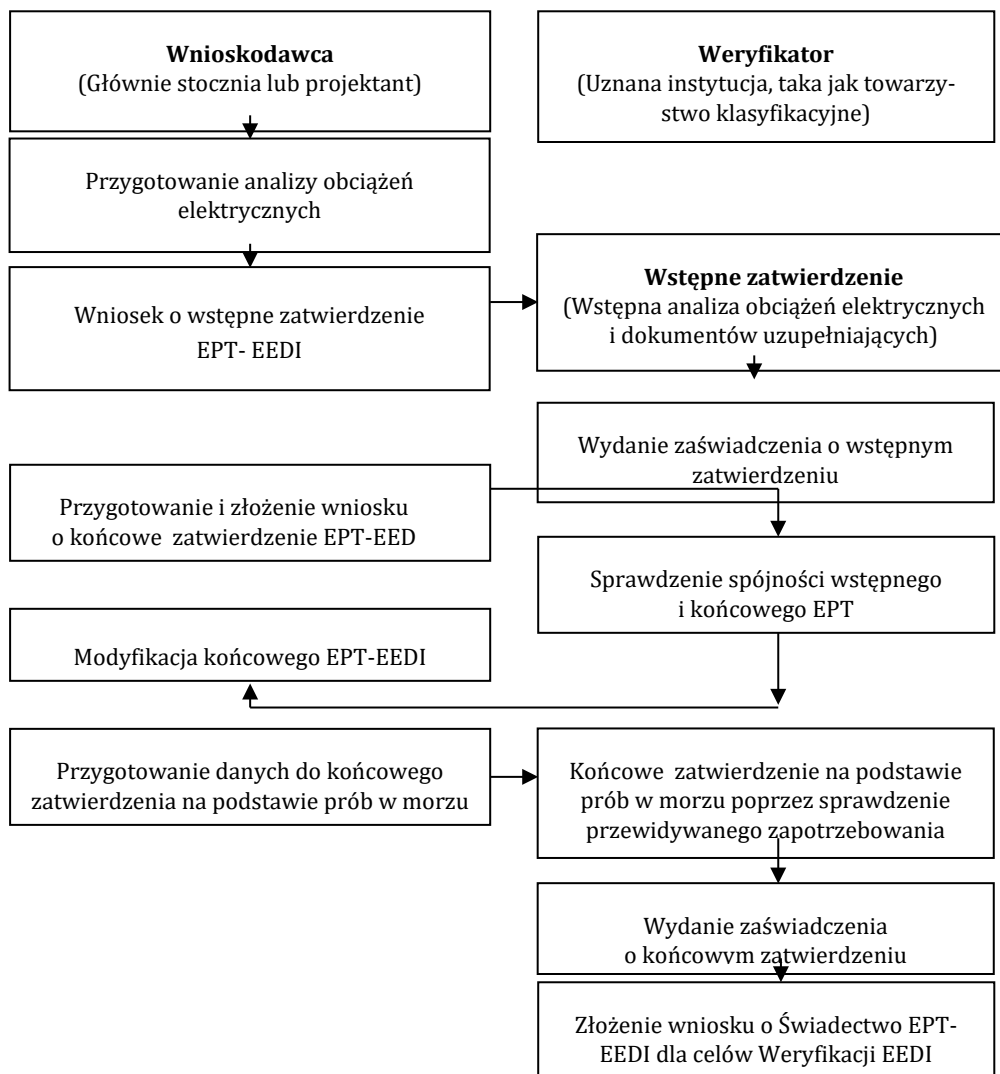 Wnioskodawca
(Głównie stocznia lub projektant)
Weryfikator
(Uznana instytucja, taka jak towarzy-
stwo klasyfikacyjne)
Przygotowanie analizy obciążeń
elektrycznych
Wniosek o wstępne zatwierdzenie
EPT- EEDI
Wstępne zatwierdzenie
(Wstępna analiza obciążeń elektrycznych
i dokumentów uzupełniających)
Wydanie zaświadczenia o wstępnym
zatwierdzeniu
Przygotowanie i złożenie wniosku
o końcowe zatwierdzenie EPT-EED
Sprawdzenie spójności wstępnego
i końcowego EPT
Modyfikacja końcowego EPT-EEDI
Przygotowanie danych do końcowego
zatwierdzenia na podstawie prób w morzu
Końcowe zatwierdzenie na podstawie
prób w morzu poprzez sprawdzenie
przewidywanego zapotrzebowania
Wydanie zaświadczenia
o końcowym zatwierdzeniu
Złożenie wniosku o Świadectwo EPT-
EEDI dla celów Weryfikacji EEDI